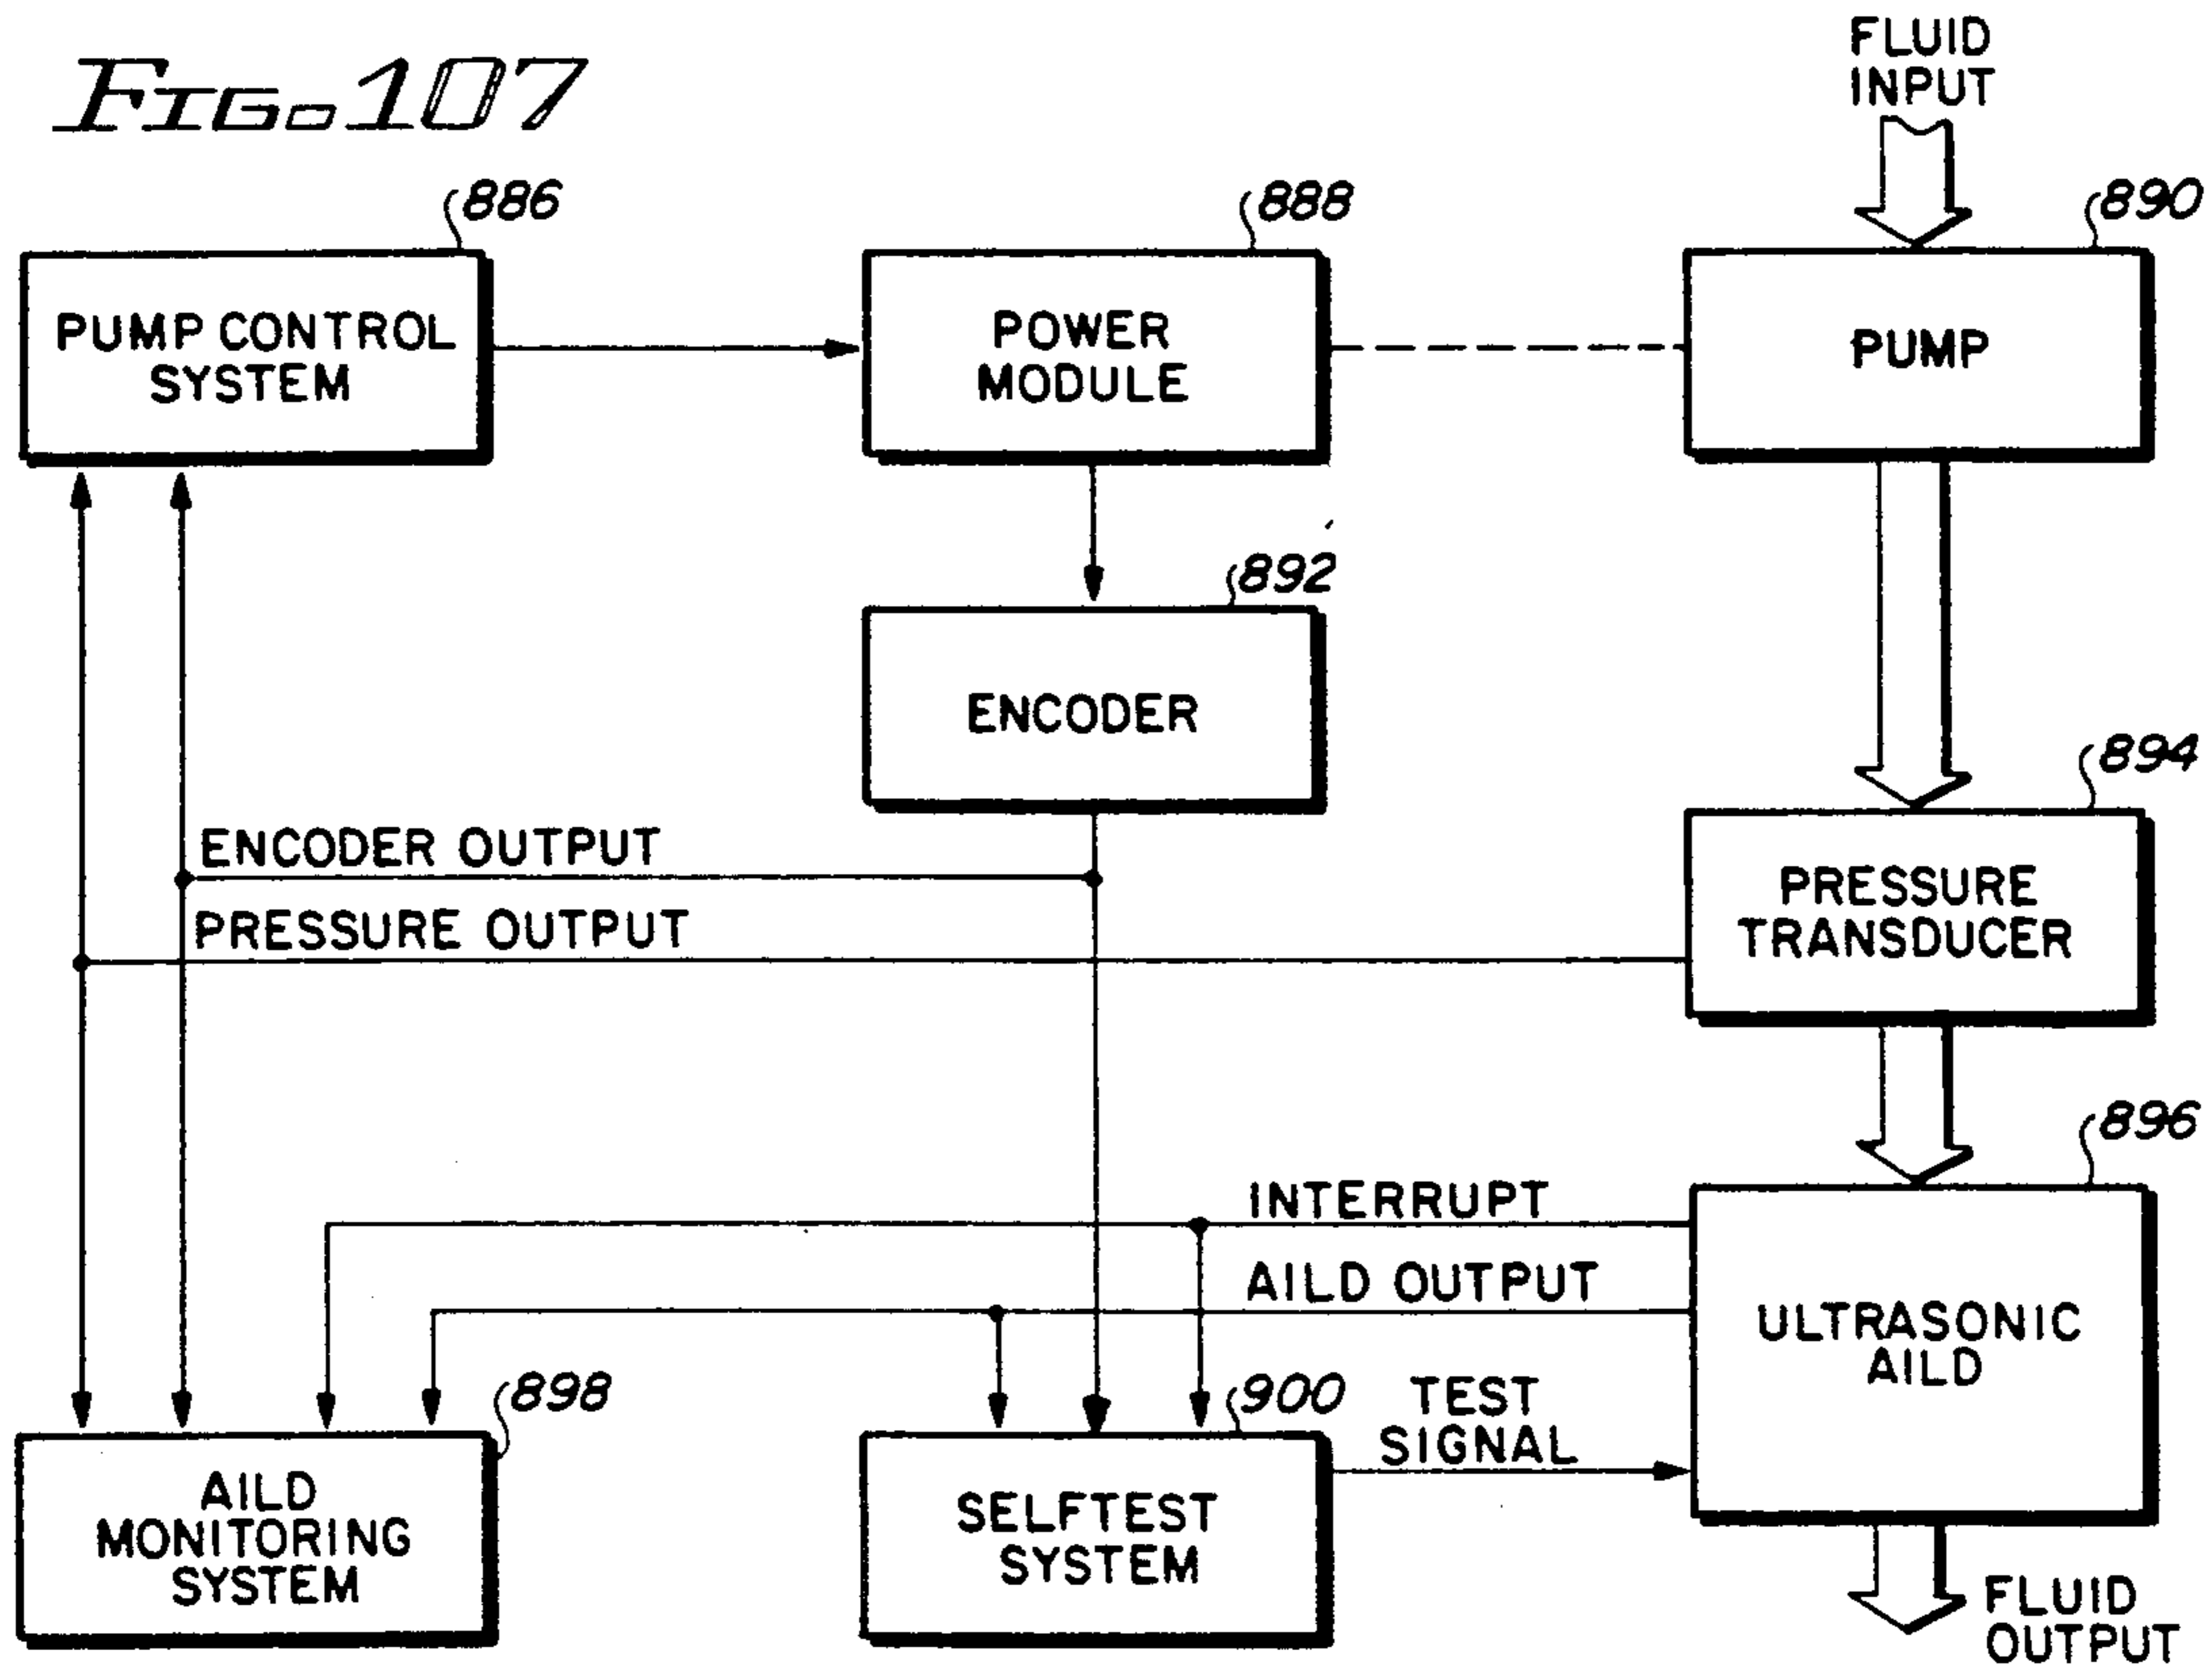 FIG. 107
FLUID
INPUT
886
888
890
PUMP CONTROL
SYSTEM
POWER
MODULE
PUMP
892
ENCODER
894
ENCODER OUTPUT
PRESSURE OUTPUT
PRESSURE
TRANSDUCER
896
INTERRUPT
AILD OUTPUT
ULTRASONIC
AILD
898
900
TEST
SIGNAL
AILD
MONITORING
SYSTEM
SELFTEST
SYSTEM
FLUID
OUTPUT